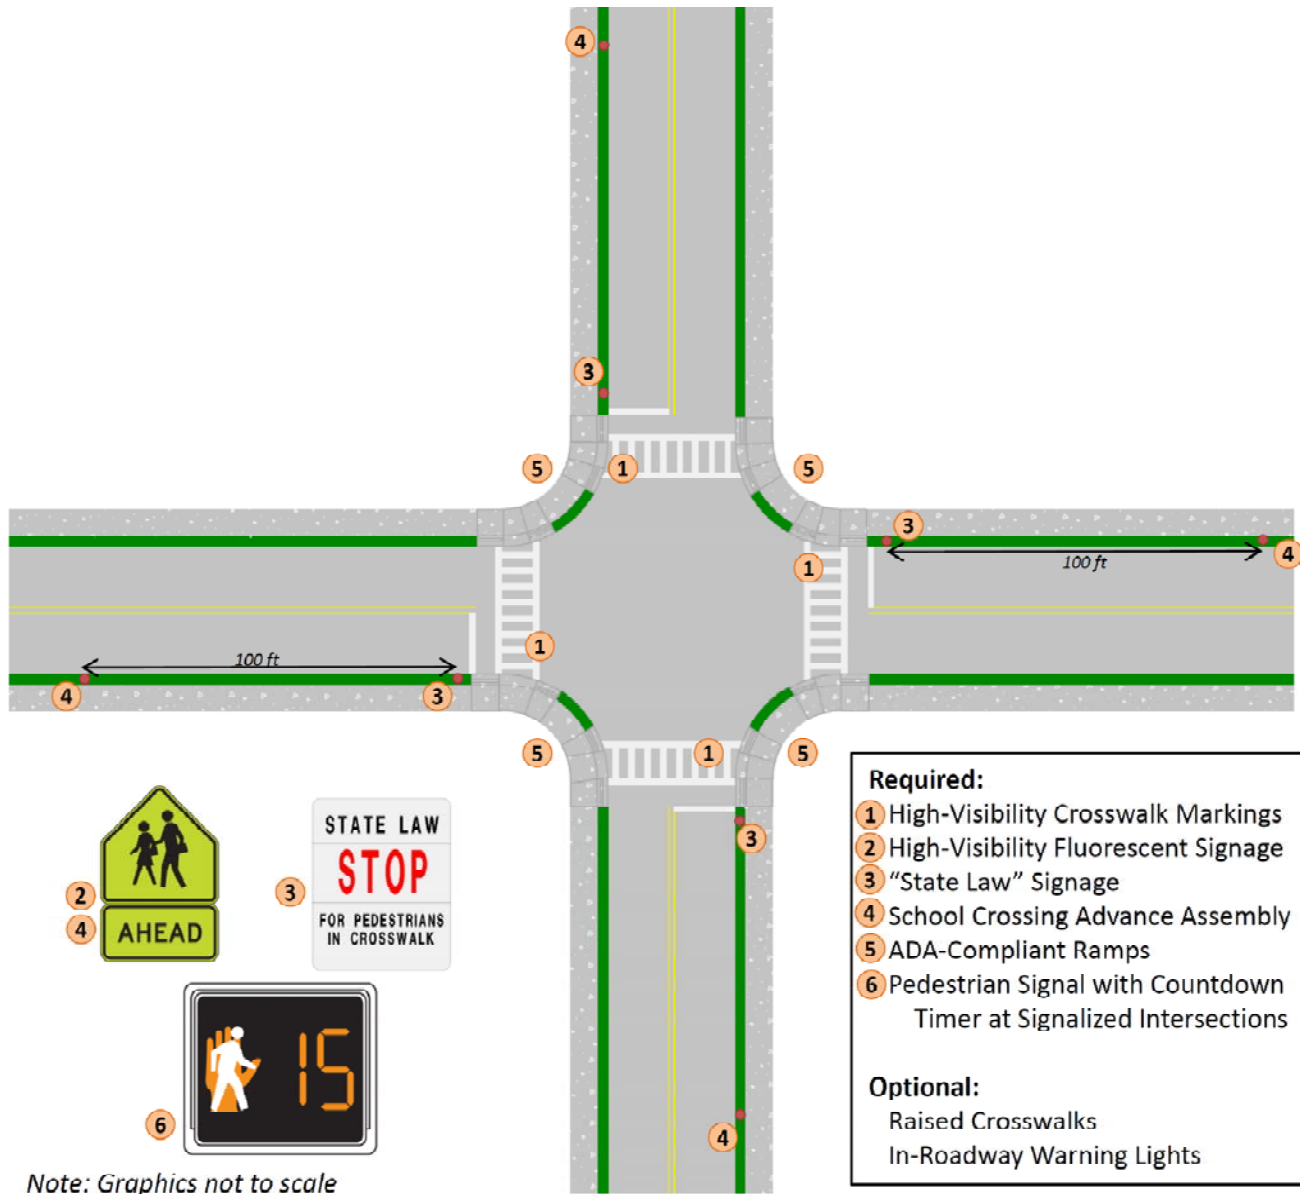 4
3
5
1
5
3
1
100 ft
4
1
100 ft
4
3
5
1
5
3
4
2
4
AHEAD
3
STATE LAW
STOP
FOR PEDESTRIANS
IN CROSSWALK
6
15
Note: Graphics not to scale
Required:
1 High-Visibility Crosswalk Markings
2 High-Visibility Fluorescent Signage
3 “State Law” Signage
4 School Crossing Advance Assembly
5 ADA-Compliant Ramps
6 Pedestrian Signal with Countdown
Timer at Signalized Intersections
Optional:
Raised Crosswalks
In-Roadway Warning Lights